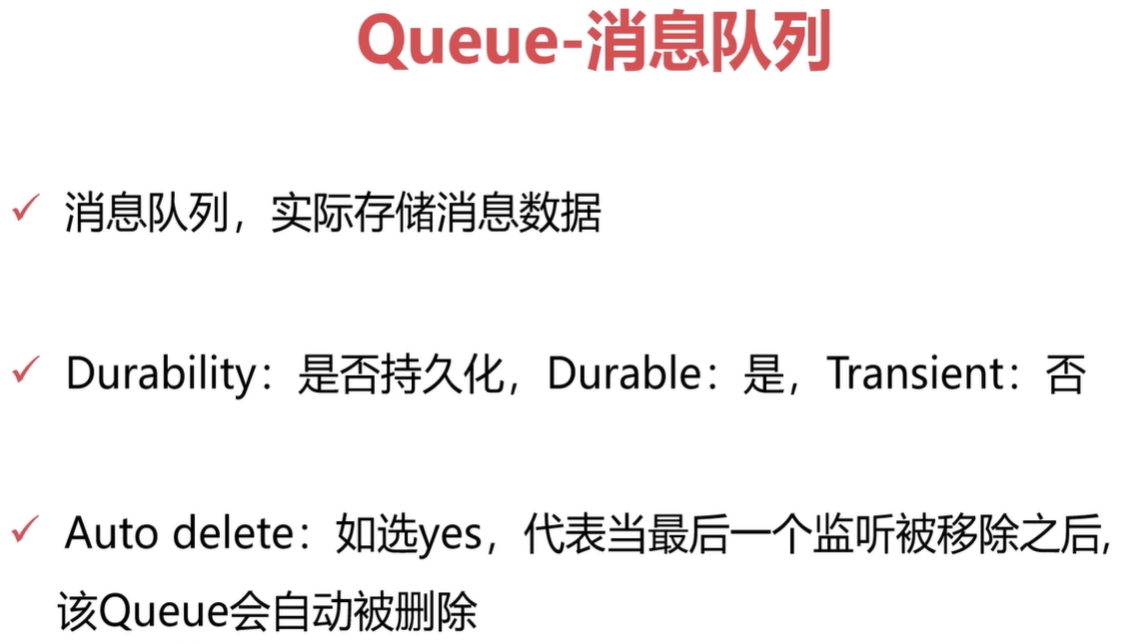 Queue-消息队列
消息队列，实际存储消息数据
Durability：是否持久化，Durable：是，Transient：否
Auto delete：如选yes，代表当最后一个监听被移除之后,
该Queue会自动被删除